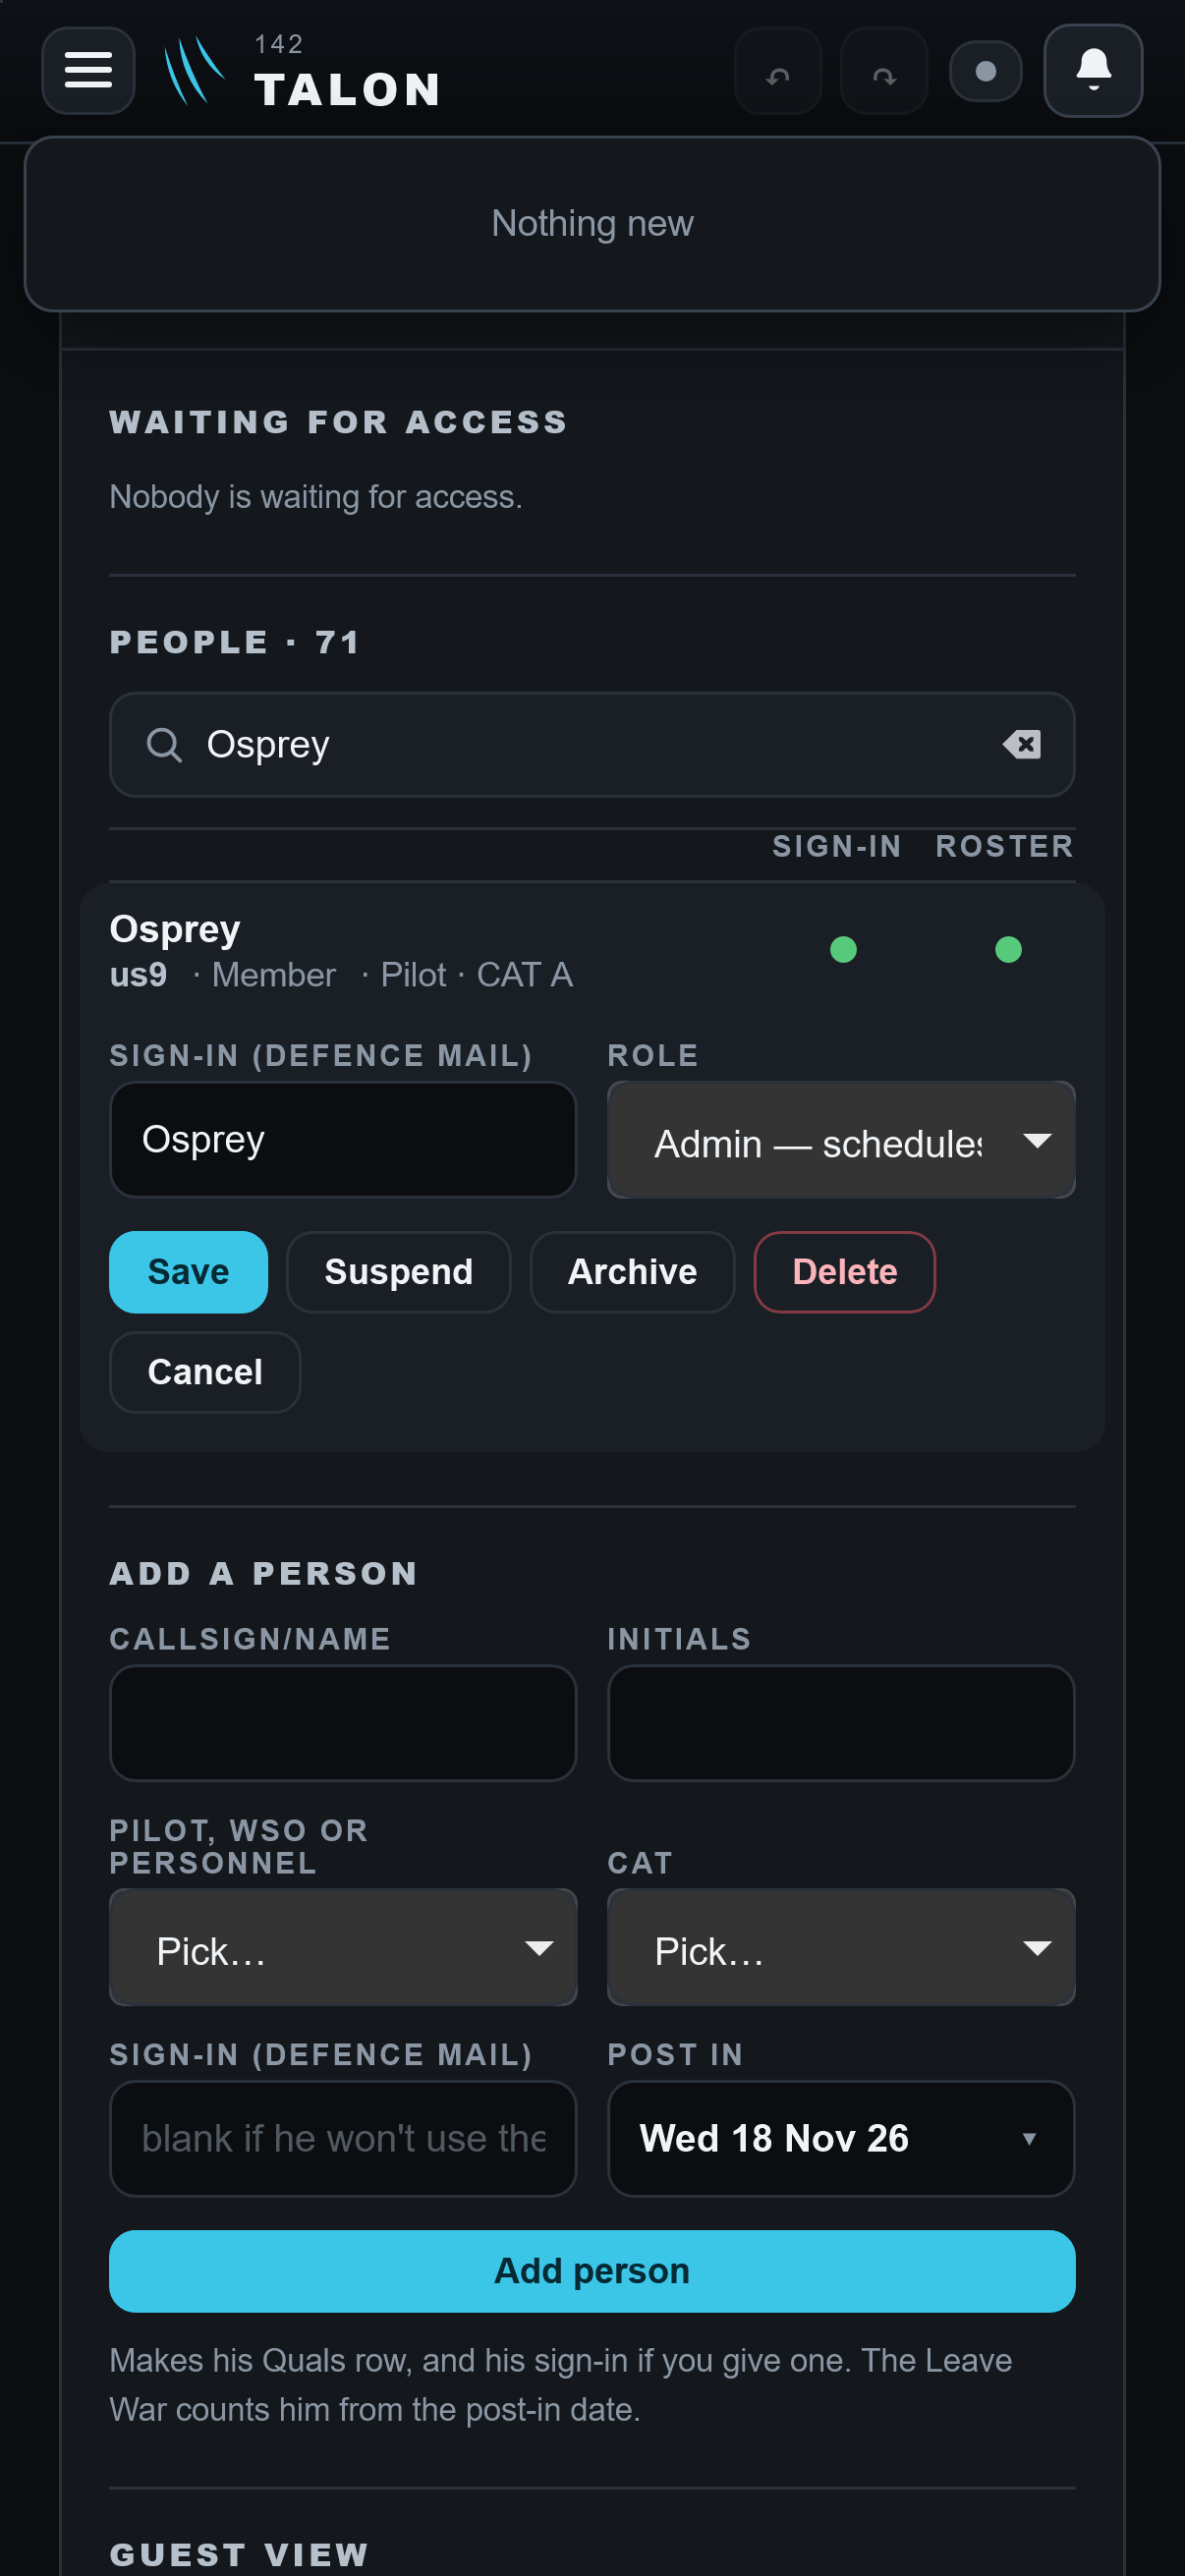 142
TALON
Nothing new
WAITING FOR ACCESS
Nobody is waiting for access.
PEOPLE · 71
Osprey
SIGN-IN ROSTER
Osprey
us9 · Member · Pilot · CAT A
SIGN-IN (DEFENCE MAIL) ROLE
Osprey Admin — schedules
Save Suspend Archive Delete
Cancel
ADD A PERSON
CALLSIGN/NAME INITIALS
PILOT, WSO OR
PERSONNEL CAT
Pick… Pick…
SIGN-IN (DEFENCE MAIL) POST IN
blank if he won't use the Wed 18 Nov 26
Add person
Makes his Quals row, and his sign-in if you give one. The Leave
War counts him from the post-in date.
GUEST VIEW